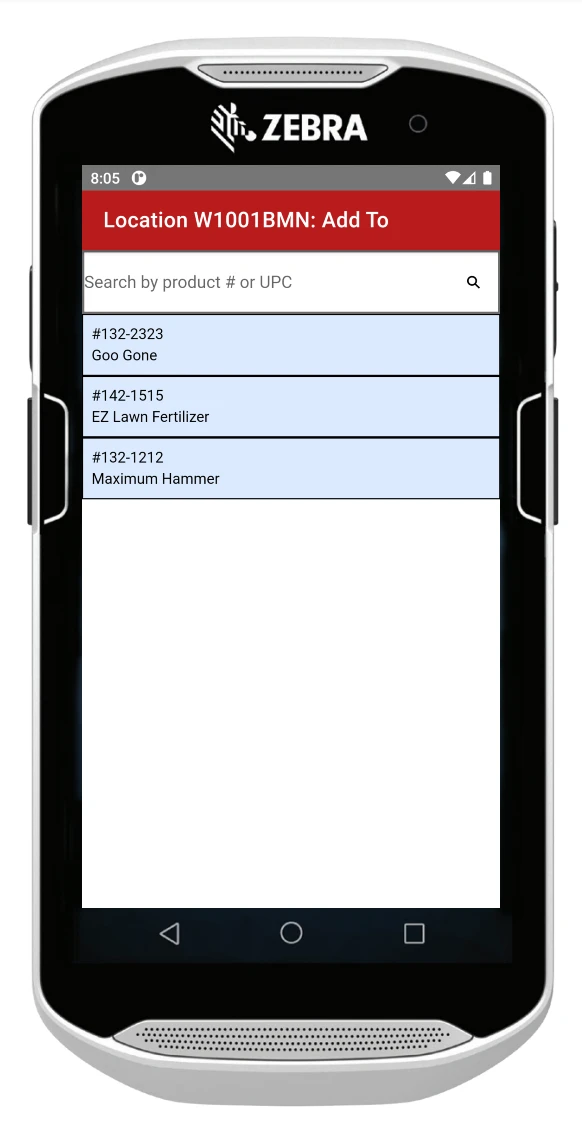 ZEBRA
8:05
Location W1001BMN: Add To
Search by product # or UPC
#132-2323
Goo Gone
#142-1515
EZ Lawn Fertilizer
#132-1212
Maximum Hammer